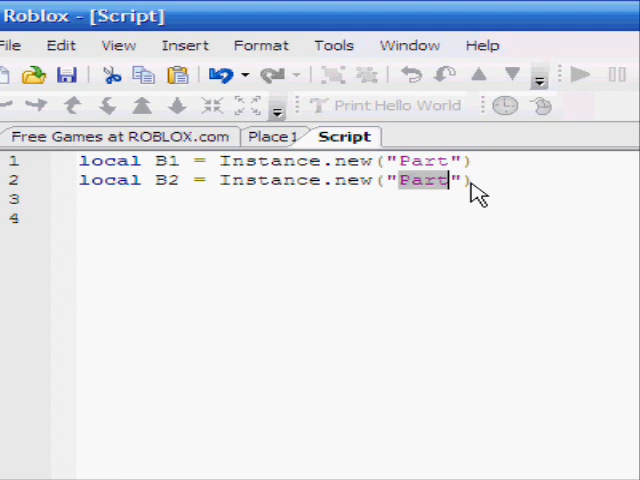 Roblox - [Script]
File Edit View Insert Format Tools Window Help
Print Hello World
Free Games at ROBLOX.com Place1 Script
1 local B1 = Instance.new("Part")
2 local B2 = Instance.new("Part")
3
4